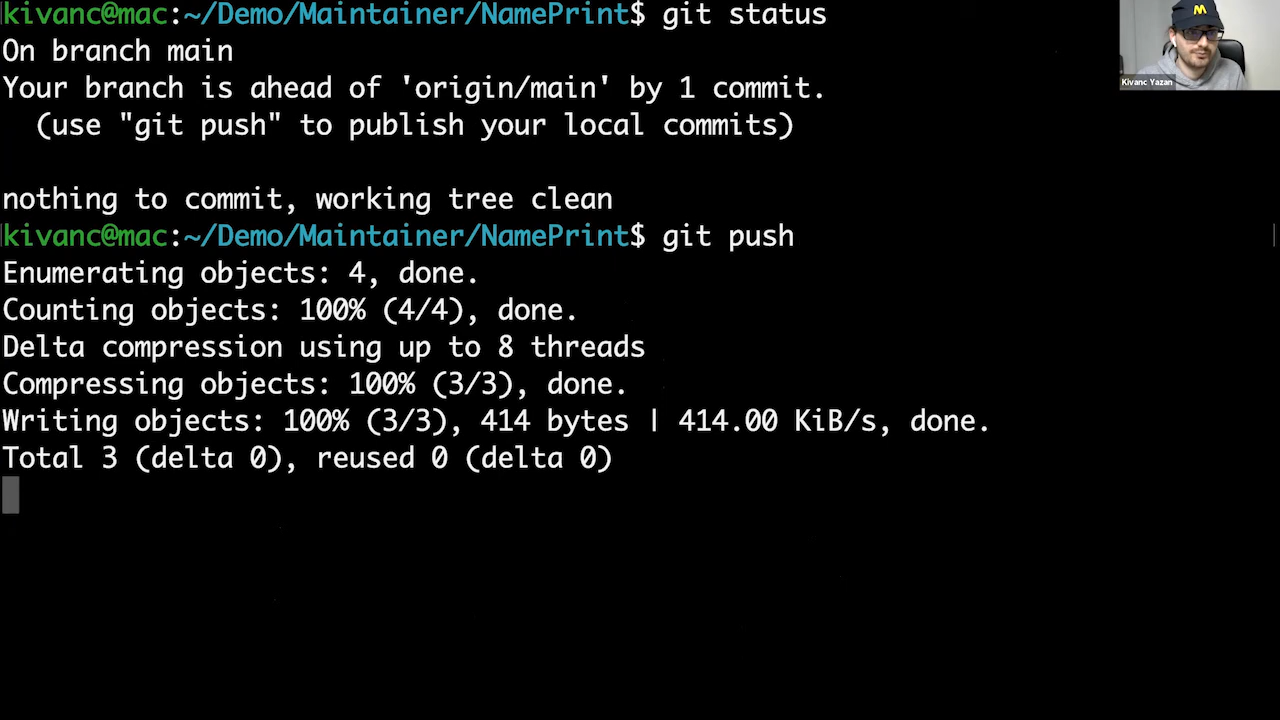 kivanc@mac:~/Demo/Maintainer/NamePrint$ git status
On branch main
Your branch is ahead of 'origin/main' by 1 commit.
  (use "git push" to publish your local commits)
nothing to commit, working tree clean
kivanc@mac:~/Demo/Maintainer/NamePrint$ git push
Enumerating objects: 4, done.
Counting objects: 100% (4/4), done.
Delta compression using up to 8 threads
Compressing objects: 100% (3/3), done.
Writing objects: 100% (3/3), 414 bytes | 414.00 KiB/s, done.
Total 3 (delta 0), reused 0 (delta 0)
M
Kivanc Yazan